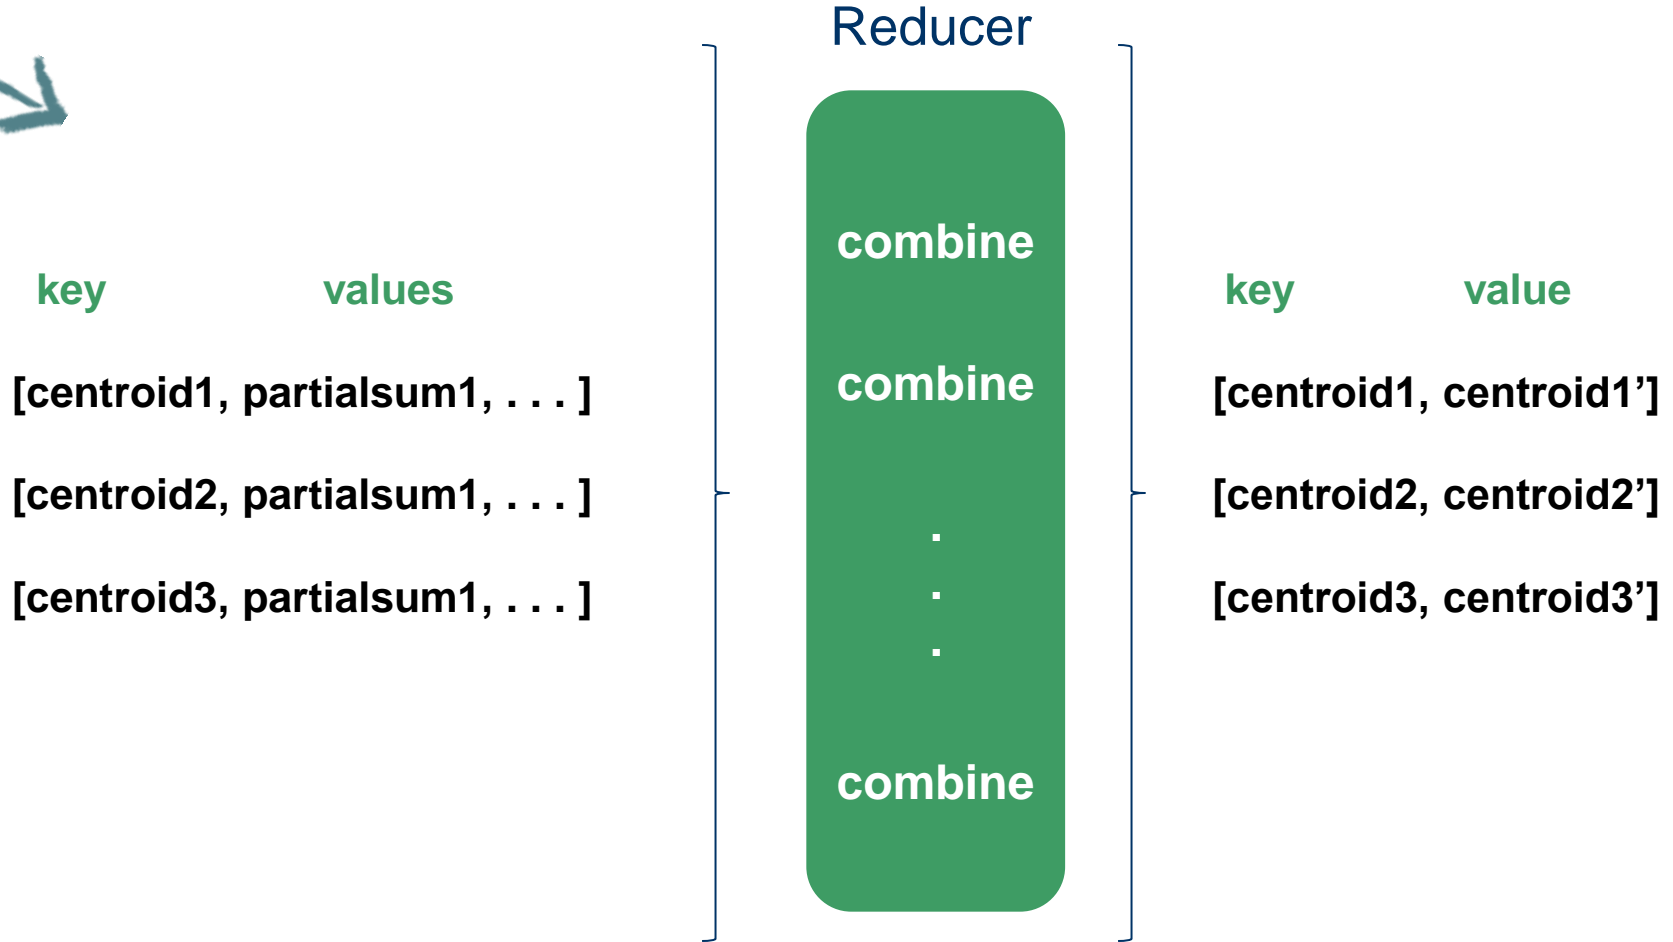 Reducer
key values
[centroid1, partialsum1, . . . ]
[centroid2, partialsum1, . . . ]
[centroid3, partialsum1, . . . ]
combine
combine
.
.
.
combine
key value
[centroid1, centroid1’]
[centroid2, centroid2’]
[centroid3, centroid3’]